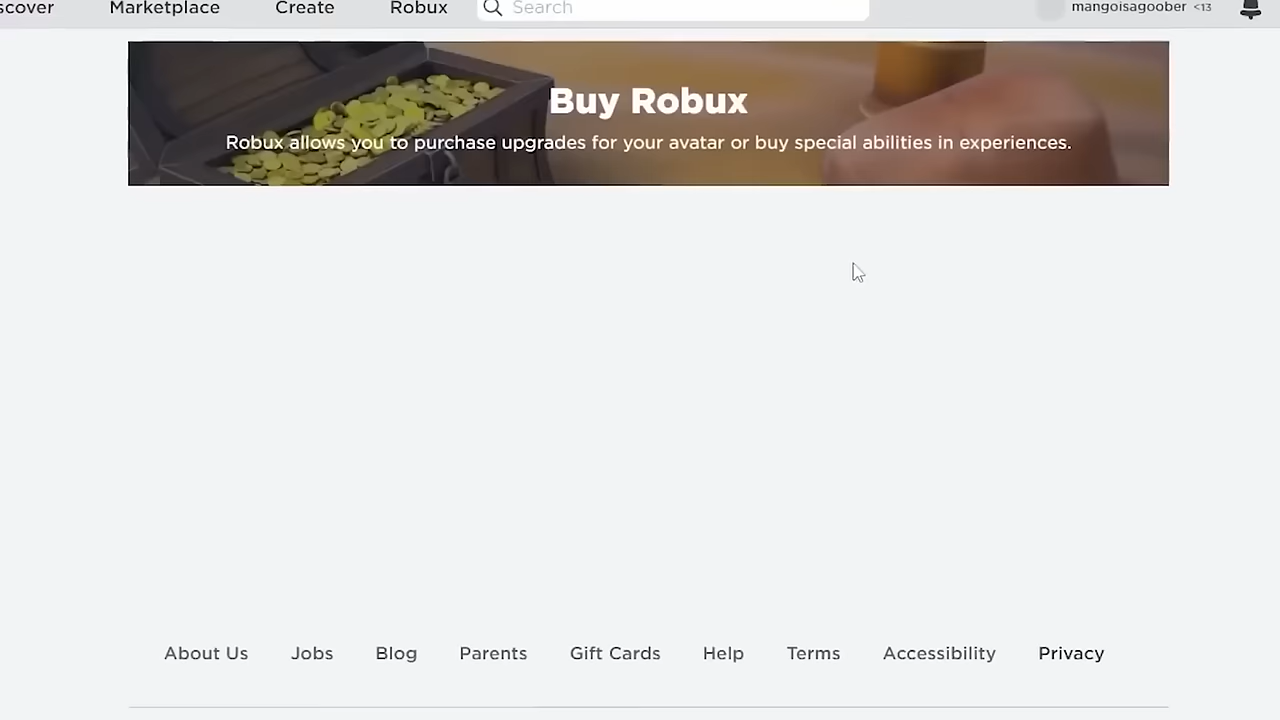 scover Marketplace Create Robux Search mangoisagoober <13
Buy Robux
Robux allows you to purchase upgrades for your avatar or buy special abilities in experiences.
About Us Jobs Blog Parents Gift Cards Help Terms Accessibility Privacy